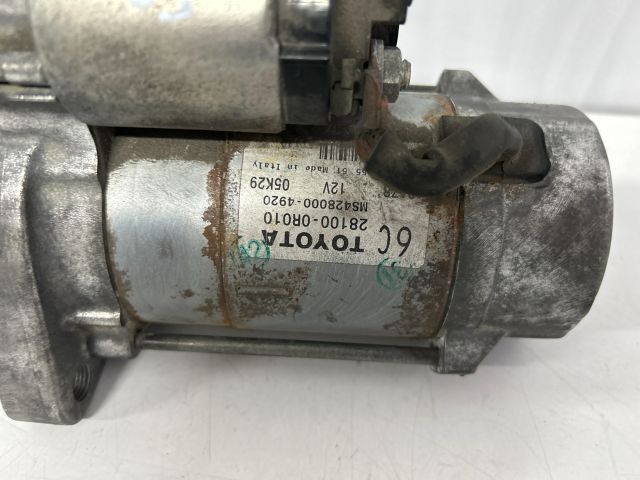 6C
TOYOTA
28100-0R010
MS428000-4920
12V 05K29
Made in Italy